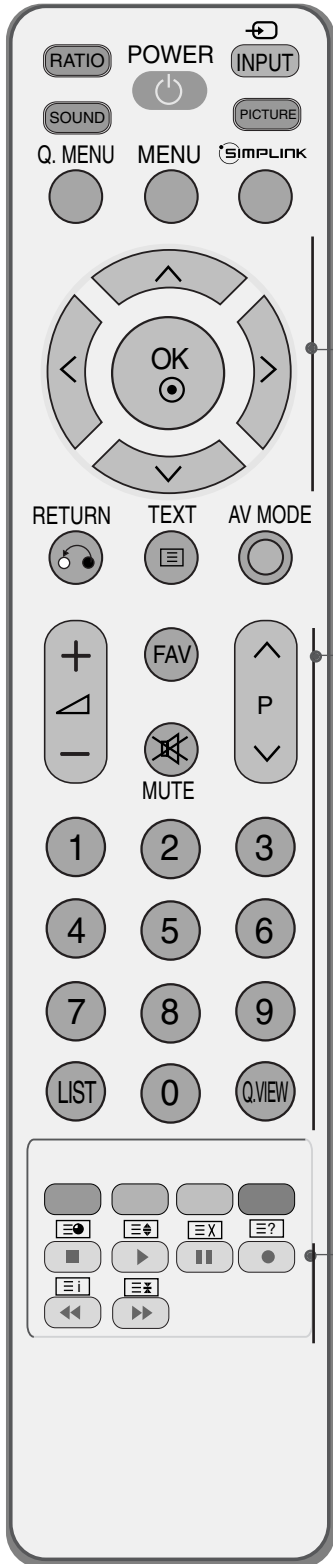 RATIO POWER INPUT
SOUND PICTURE
Q. MENU MENU SIMPLINK
OK
RETURN TEXT AV MODE
FAV
P
MUTE
1 2 3
4 5 6
7 8 9
LIST 0 Q.VIEW
X ?
i